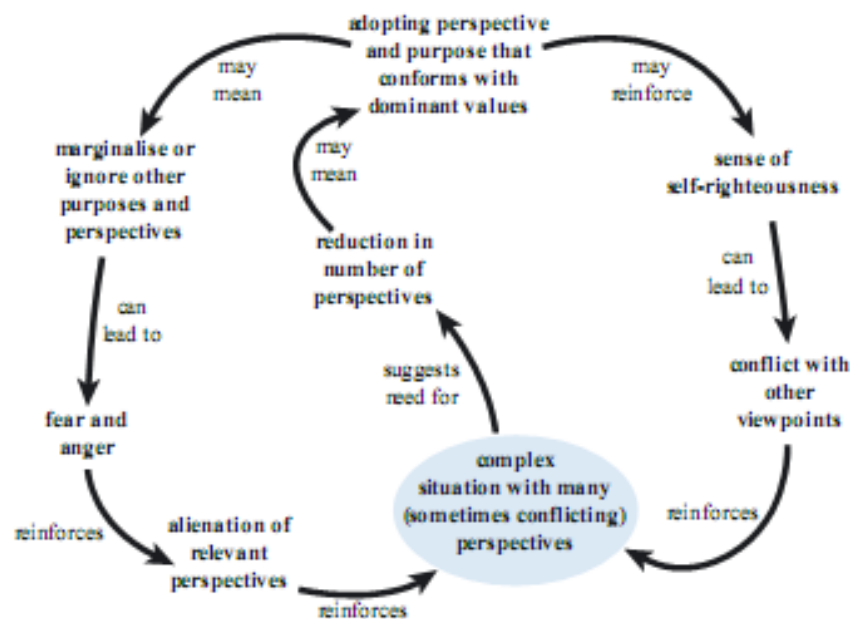 adopting perspective
and purpose that
conforms with
dominant values
may
mean
may
reinforce
marginalise or
ignore other
purposes and
perspectives
may
mean
sense of
self-righteousness
reduction in
number of
perspectives
can
lead to
can
lead to
suggests
need for
conflict with
other
viewpoints
fear and
anger
complex
situation with many
(sometimes conflicting)
perspectives
reinforces
alienation of
relevant
perspectives
reinforces
reinforces